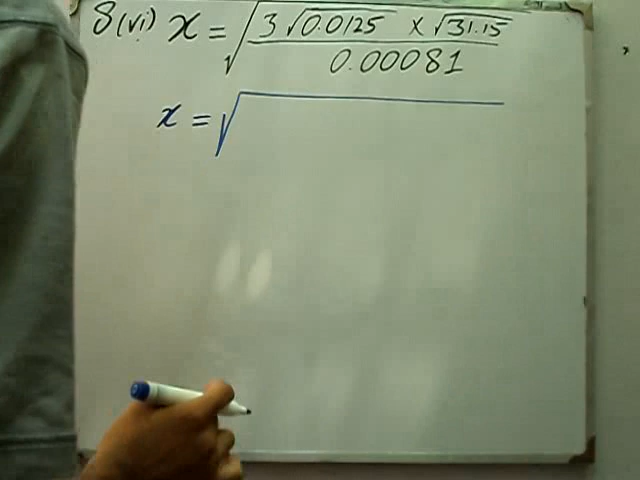 8(vi) x = √(3 √0.0125 × √31.15
0.00081)
x = √